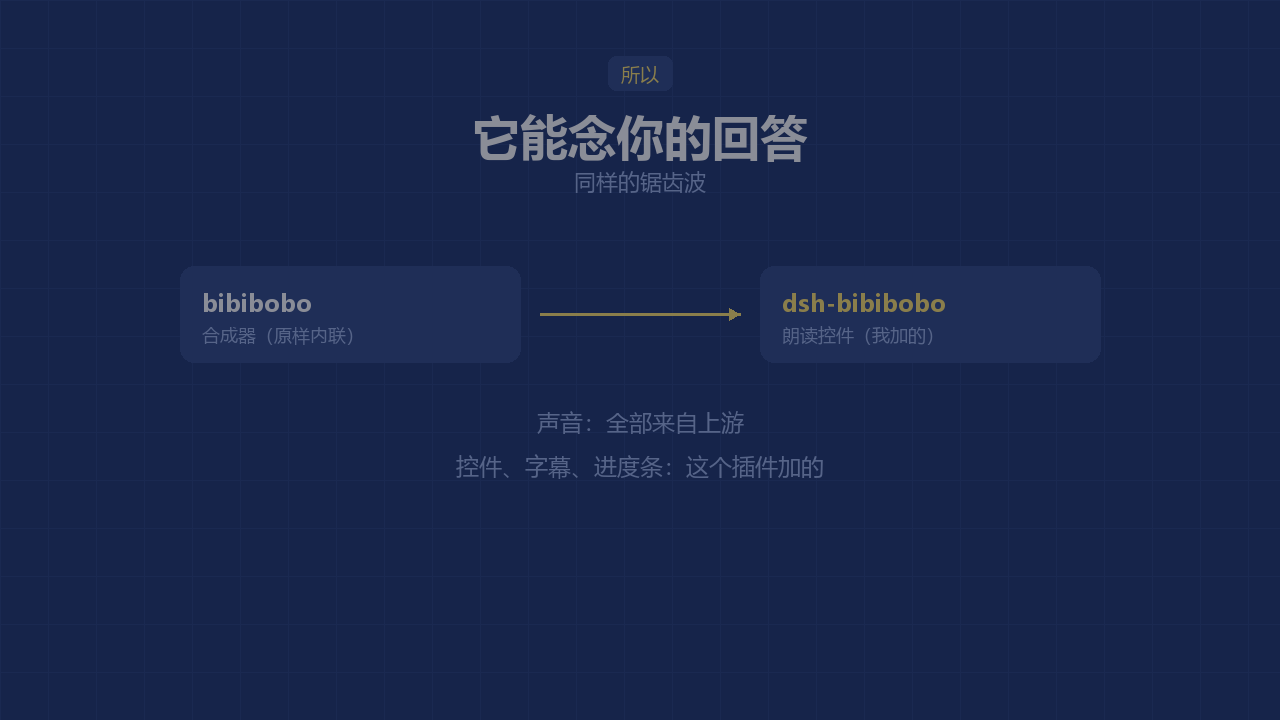 所以
它能念你的回答
同样的锯齿波
bibibobo
合成器（原样内联）
dsh-bibibobo
朗读控件（我加的）
声音：全部来自上游
控件、字幕、进度条：这个插件加的